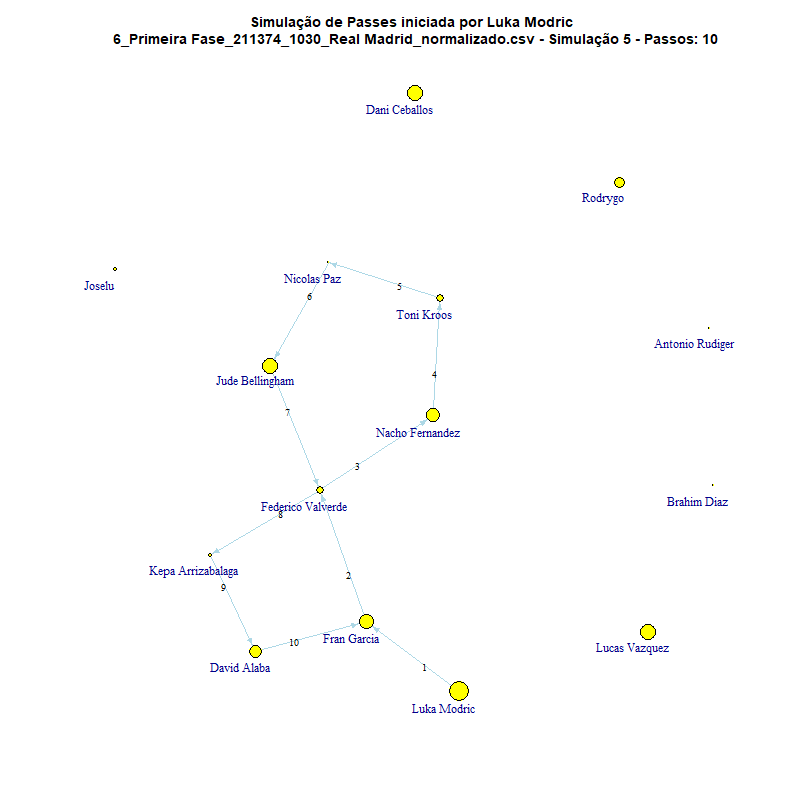 Simulação de Passes iniciada por Luka Modric
6_Primeira Fase_211374_1030_Real Madrid_normalizado.csv - Simulação 5 - Passos: 10
Dani Ceballos
Rodrygo
Nicolas Paz
Joselu
5
6
Toni Kroos
Antonio Rudiger
4
Jude Bellingham
7
Nacho Fernandez
3
Brahim Diaz
Federico Valverde
8
Kepa Arrizabalaga
2
9
Fran Garcia
10
Lucas Vazquez
David Alaba
1
Luka Modric